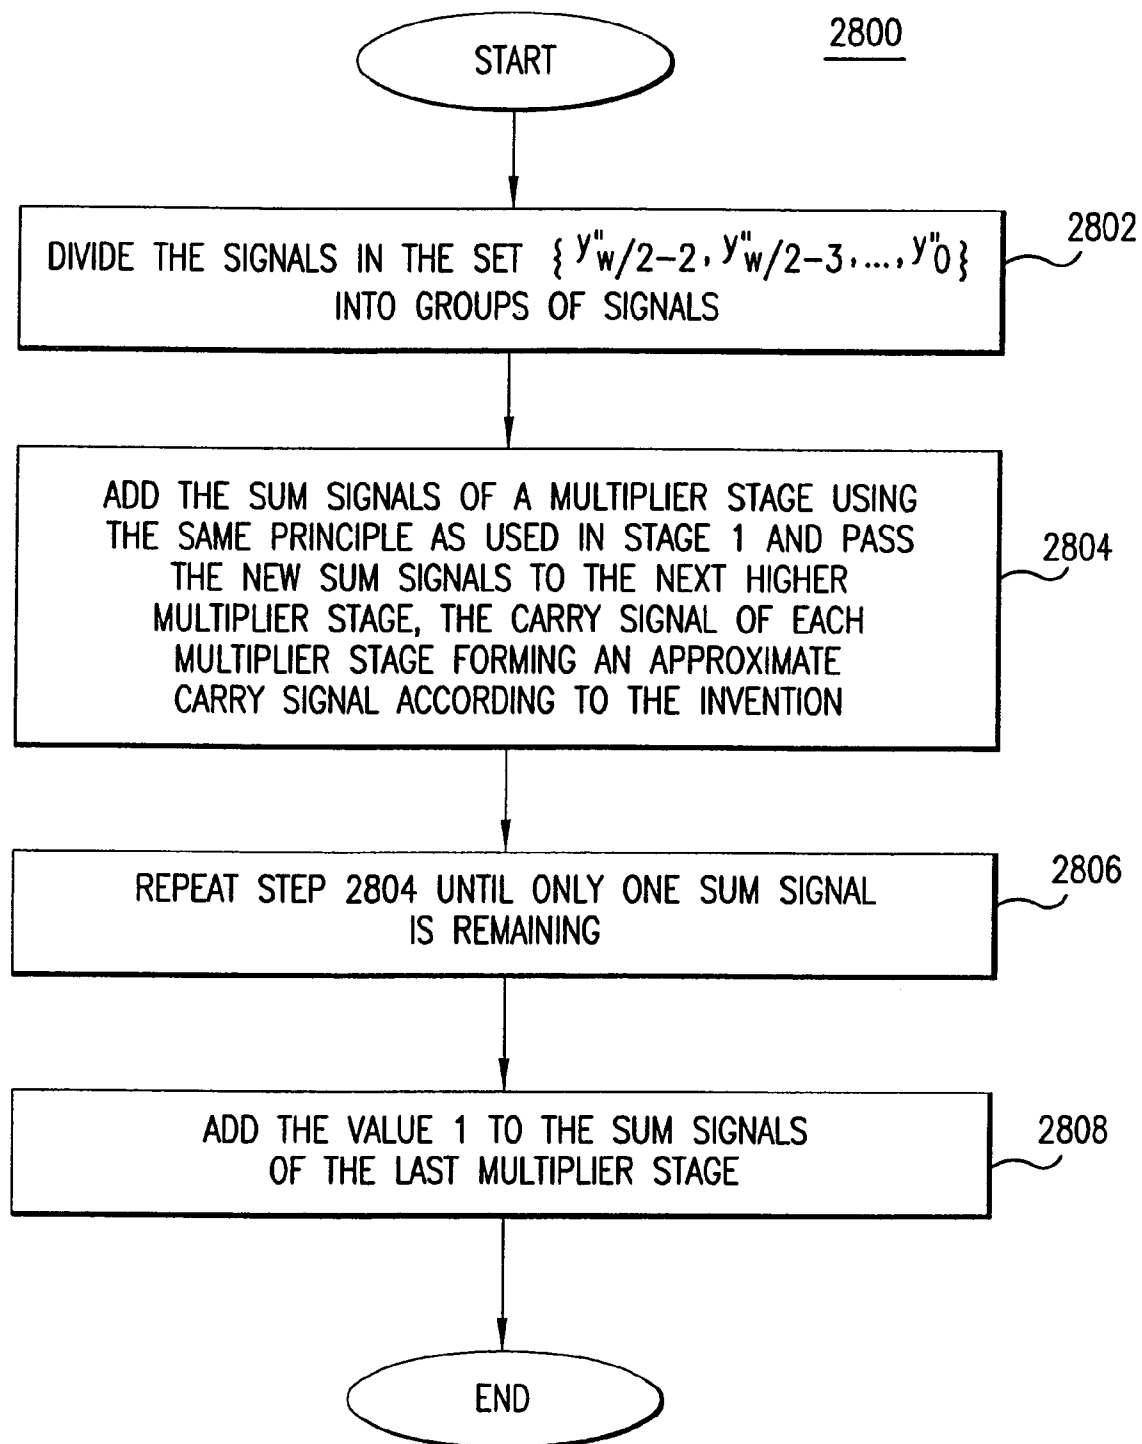 2800
START
2802
DIVIDE THE SIGNALS IN THE SET { y"W/2-2, y"W/2-3,..., y"0 }
INTO GROUPS OF SIGNALS
ADD THE SUM SIGNALS OF A MULTIPLIER STAGE USING
THE SAME PRINCIPLE AS USED IN STAGE 1 AND PASS
THE NEW SUM SIGNALS TO THE NEXT HIGHER
MULTIPLIER STAGE, THE CARRY SIGNAL OF EACH
MULTIPLIER STAGE FORMING AN APPROXIMATE
CARRY SIGNAL ACCORDING TO THE INVENTION
2804
REPEAT STEP 2804 UNTIL ONLY ONE SUM SIGNAL
IS REMAINING
2806
ADD THE VALUE 1 TO THE SUM SIGNALS
OF THE LAST MULTIPLIER STAGE
2808
END